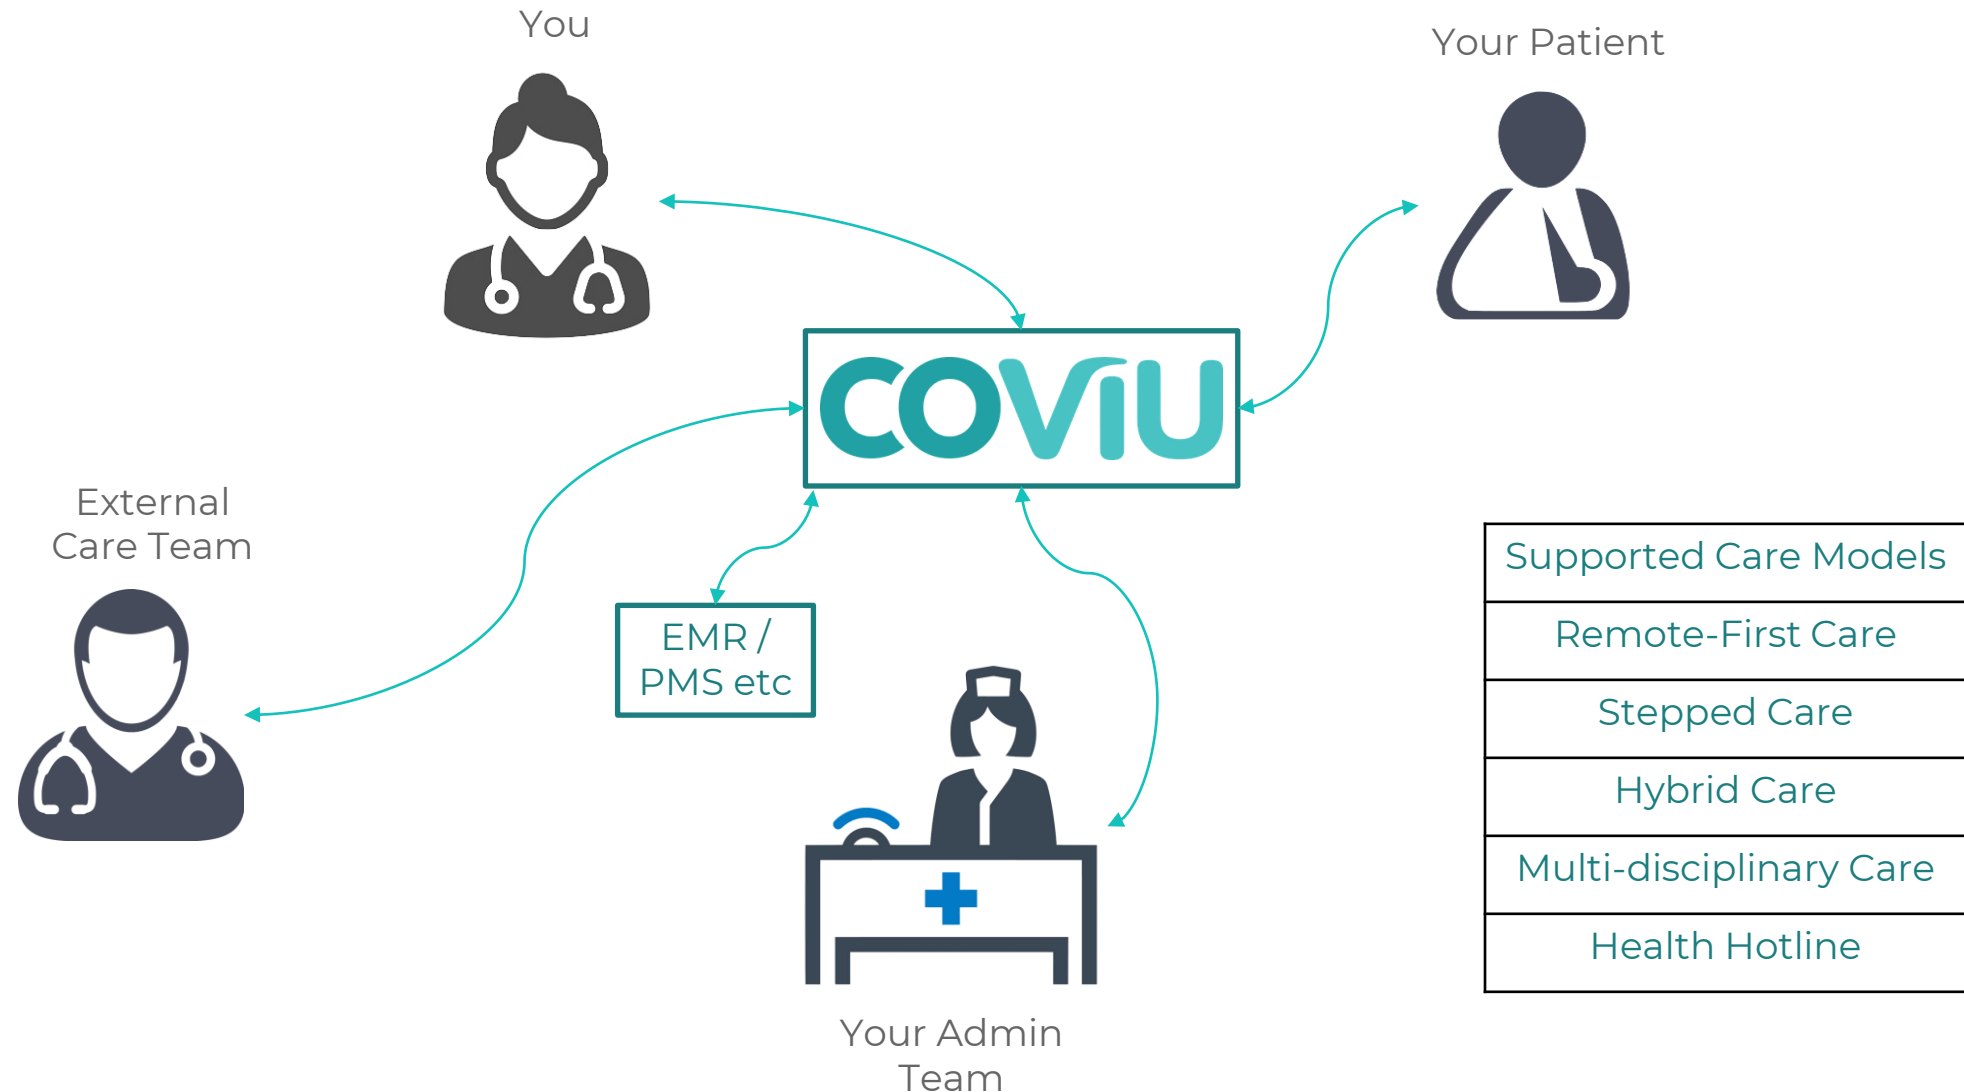 You
Your Patient
COViU
External
Care Team
EMR /
PMS etc
Your Admin
Team
Supported Care Models
Remote-First Care
Stepped Care
Hybrid Care
Multi-disciplinary Care
Health Hotline